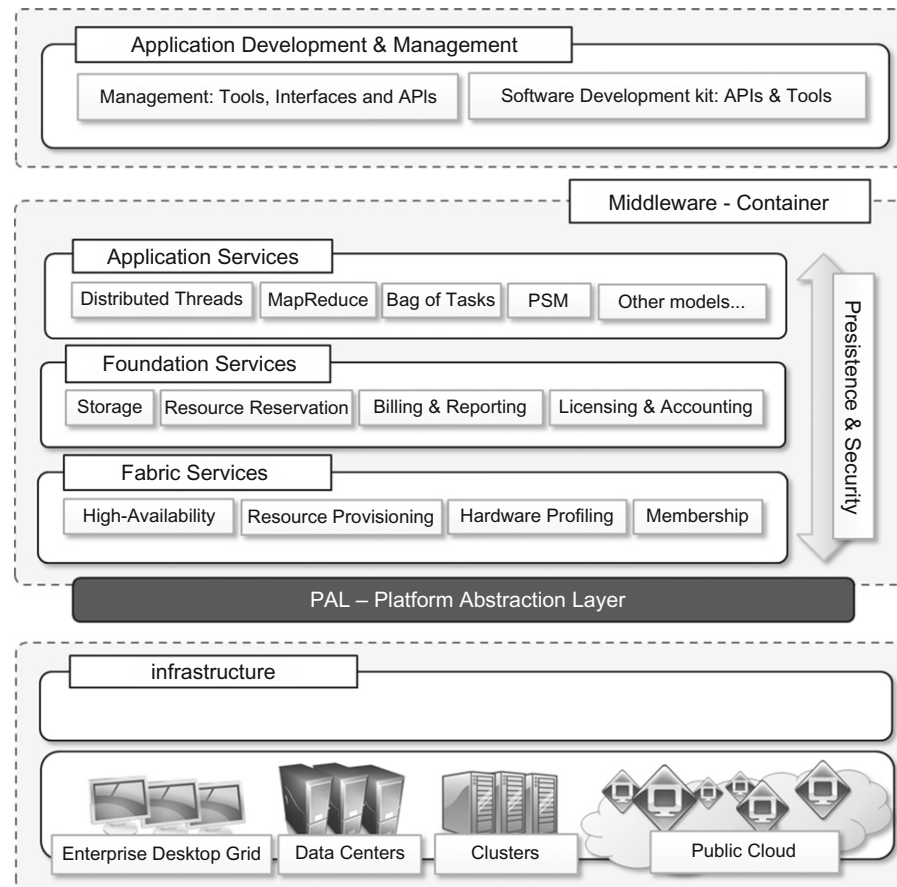 Application Development & Management
Management: Tools, Interfaces and APIs
Software Development kit: APIs & Tools
Middleware - Container
Application Services
Distributed Threads
MapReduce
Bag of Tasks
PSM
Other models...
Foundation Services
Storage
Resource Reservation
Billing & Reporting
Licensing & Accounting
Fabric Services
High-Availability
Resource Provisioning
Hardware Profiling
Membership
Presistence & Security
PAL – Platform Abstraction Layer
infrastructure
Enterprise Desktop Grid
Data Centers
Clusters
Public Cloud